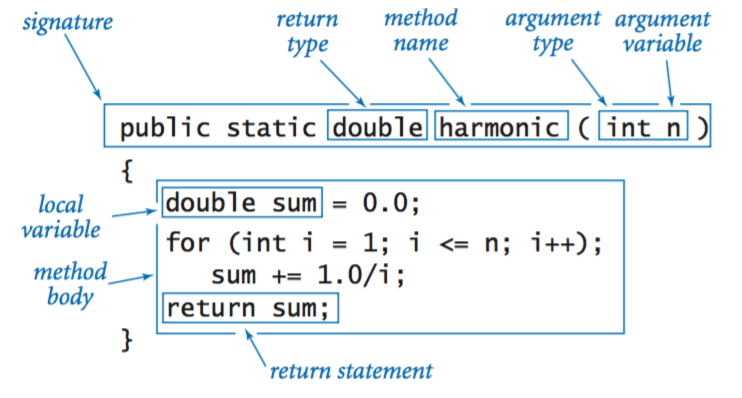 signature
return
type
method
name
argument
type
argument
variable
public static double harmonic ( int n )
{
local
variable
double sum = 0.0;
for (int i = 1; i <= n; i++);
method
body
sum += 1.0/i;
return sum;
}
return statement